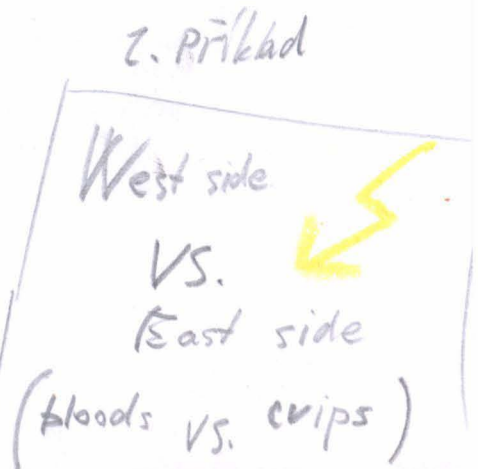 2. Příklad
West side
VS.
East side
(bloods vs. crips)